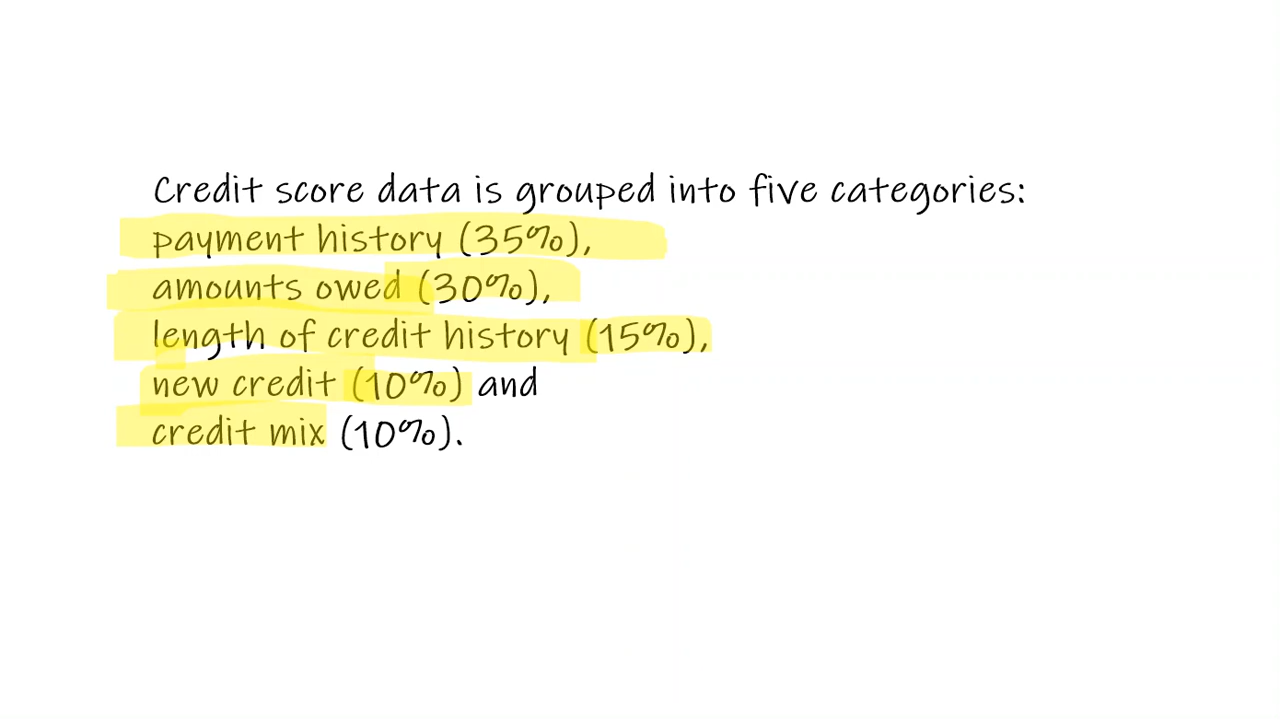 Credit score data is grouped into five categories:
payment history (35%),
amounts owed (30%),
length of credit history (15%),
new credit (10%) and
credit mix (10%).